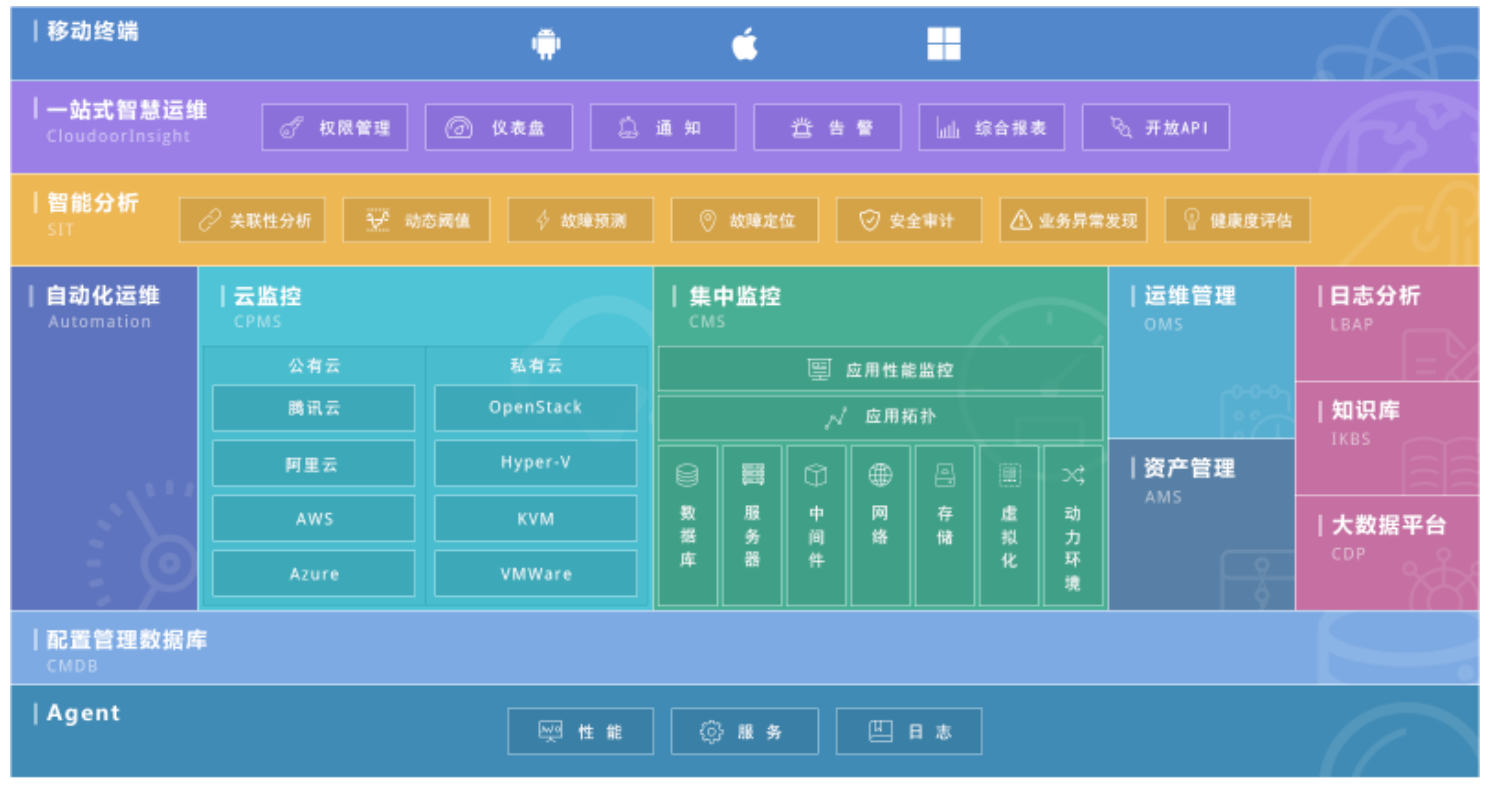 移动终端
一站式智慧运维
CloudoorInsight
权限管理
仪表盘
通知
告警
综合报表
开放API
智能分析
SIT
关联性分析
动态阈值
故障预测
故障定位
安全审计
业务异常发现
健康度评估
自动化运维
Automation
云监控
CPMS
公有云
腾讯云
阿里云
AWS
Azure
私有云
OpenStack
Hyper-V
KVM
VMWare
集中监控
CMS
应用性能监控
应用拓扑
数据库
服务器
中间件
网络
存储
虚拟化
动力环境
运维管理
OMS
资产管理
AMS
日志分析
LBAP
知识库
IKBS
大数据平台
CDP
配置管理数据库
CMDB
Agent
性能
服务
日志